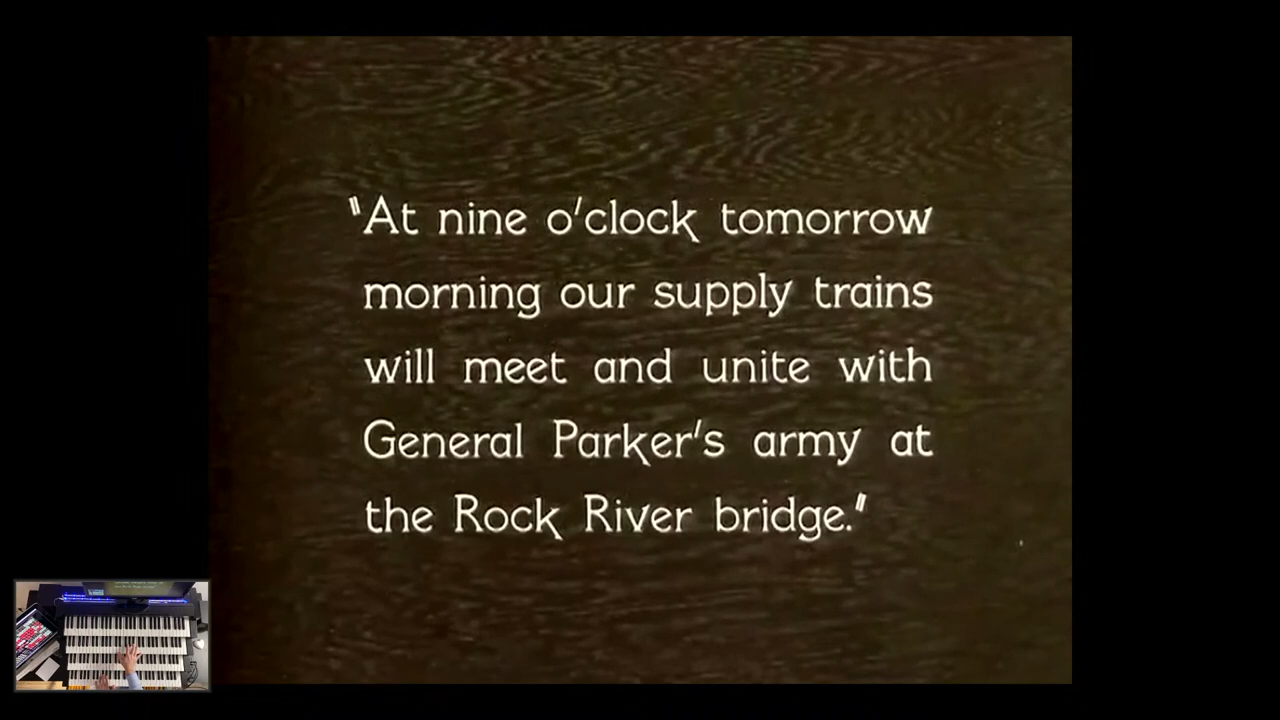 "At nine o'clock tomorrow
morning our supply trains
will meet and unite with
General Parker's army at
the Rock River bridge."